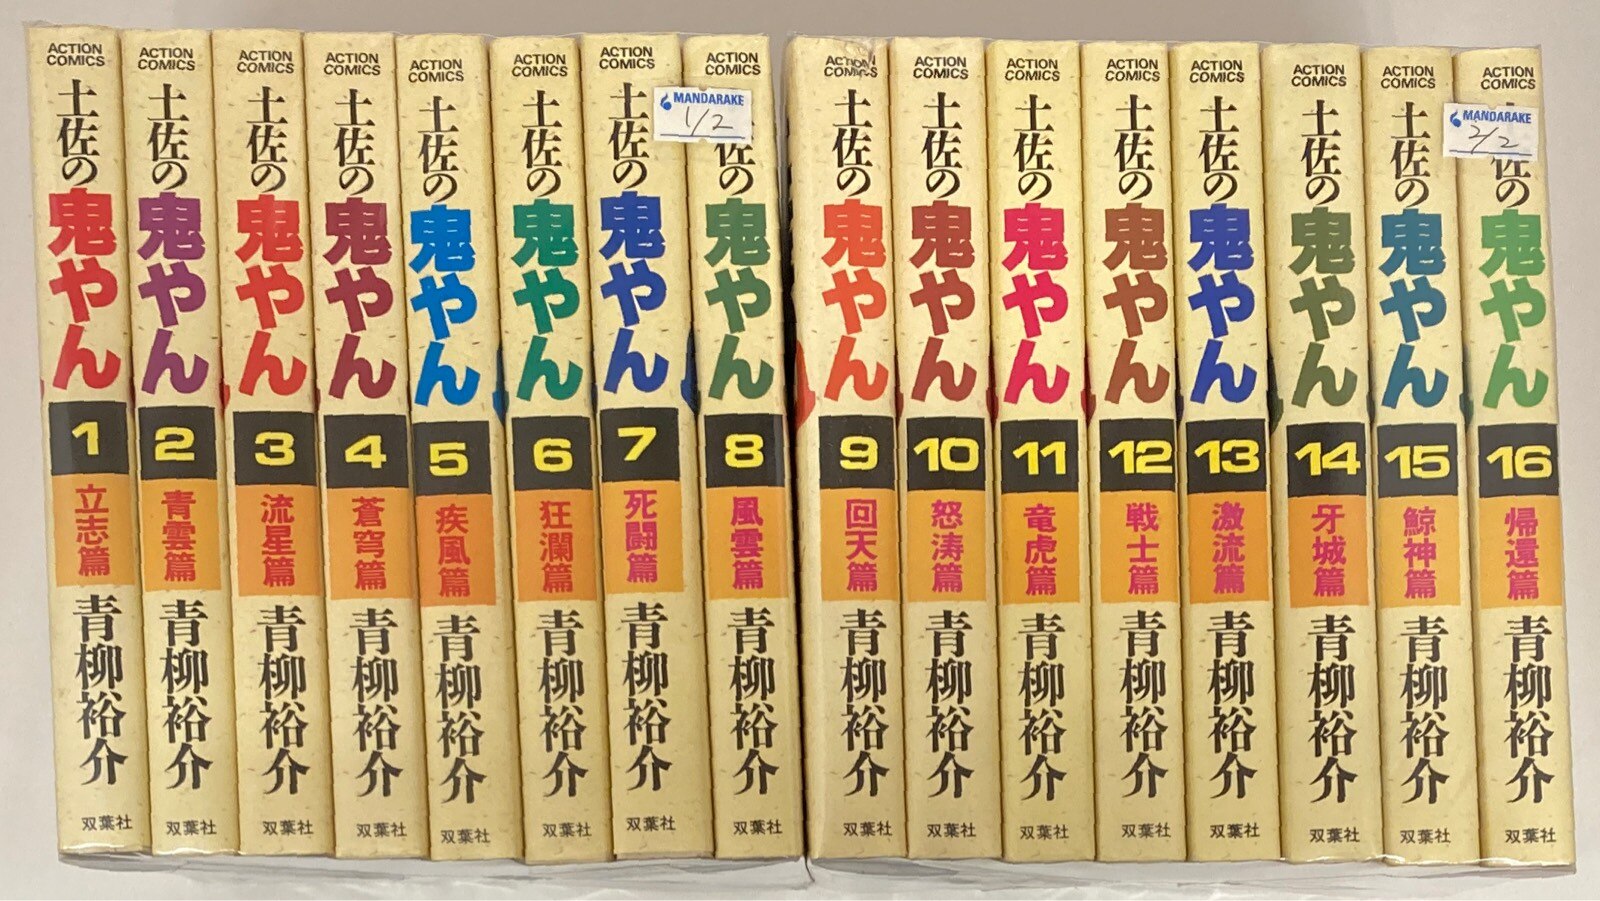 ACTION
COMICS
土佐の鬼やん
1
立志篇
青柳裕介
双葉社
ACTION
COMICS
土佐の鬼やん
2
青雲篇
青柳裕介
双葉社
ACTION
COMICS
土佐の鬼やん
3
流星篇
青柳裕介
双葉社
ACTION
COMICS
土佐の鬼やん
4
蒼穹篇
青柳裕介
双葉社
ACTION
COMICS
土佐の鬼やん
5
疾風篇
青柳裕介
双葉社
ACTION
COMICS
土佐の鬼やん
6
狂瀾篇
青柳裕介
双葉社
ACTION
COMICS
土佐の鬼やん
7
死闘篇
青柳裕介
双葉社
MANDARAKE
1/2
ACTION
COMICS
佐の鬼やん
8
風雲篇
青柳裕介
双葉社
ACTION
COMICS
土佐の鬼やん
9
回天篇
青柳裕介
双葉社
ACTION
COMICS
土佐の鬼やん
10
怒涛篇
青柳裕介
双葉社
ACTION
COMICS
土佐の鬼やん
11
竜虎篇
青柳裕介
双葉社
ACTION
COMICS
土佐の鬼やん
12
戦士篇
青柳裕介
双葉社
ACTION
COMICS
土佐の鬼やん
13
激流篇
青柳裕介
双葉社
ACTION
COMICS
土佐の鬼やん
14
牙城篇
青柳裕介
双葉社
ACTION
COMICS
土佐の鬼やん
15
鯨神篇
青柳裕介
双葉社
MANDARAKE
2/2
ACTION
COMICS
佐の鬼やん
16
帰還篇
青柳裕介
双葉社